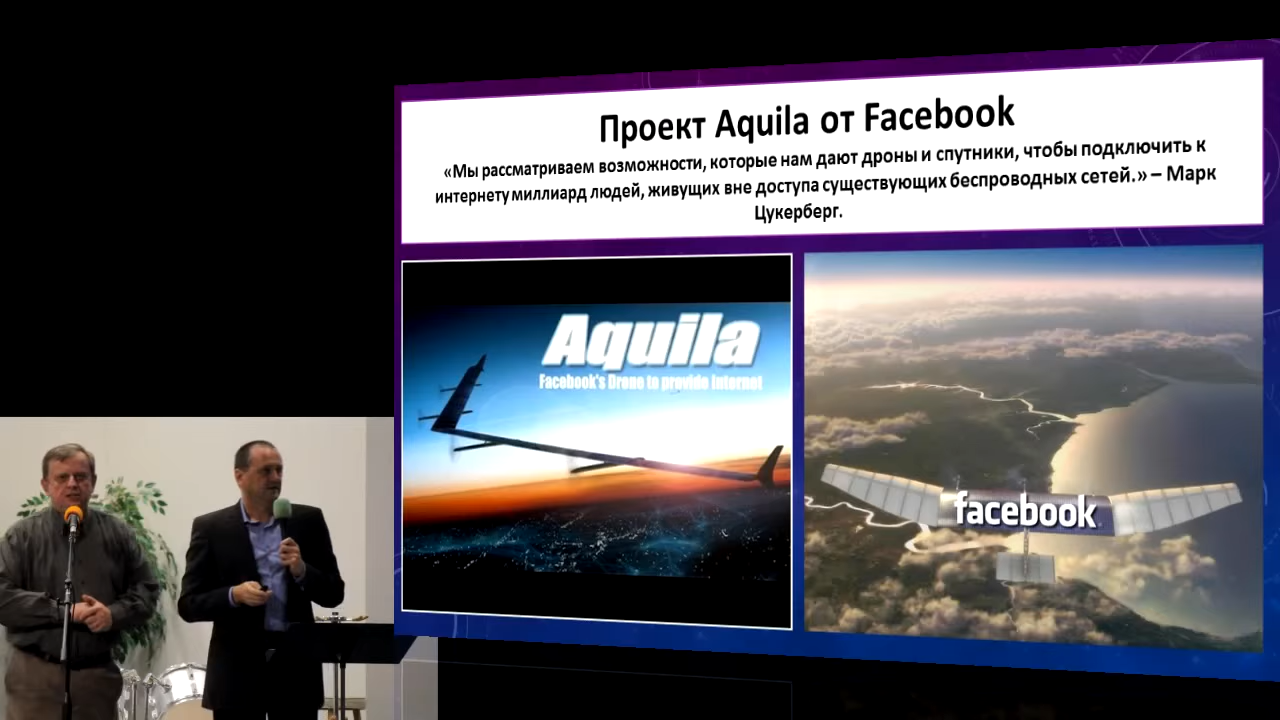 Проект Aquila от Facebook
«Мы рассматриваем возможности, которые нам дают дроны и спутники, чтобы подключить к
интернету миллиард людей, живущих вне доступа существующих беспроводных сетей.» – Марк
Цукерберг.
Aquila
Facebook's Drone to provide Internet
facebook